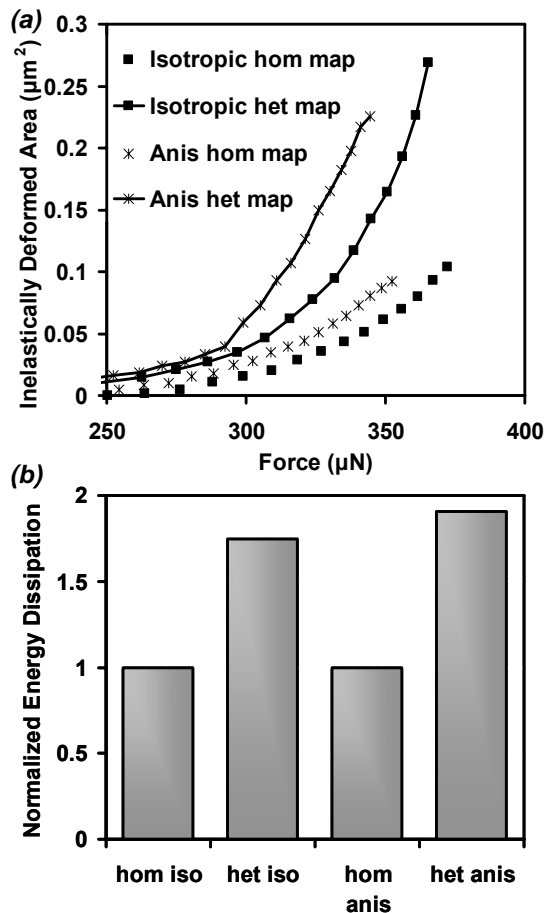 (a)
0.3
0.25
0.2
0.15
0.1
0.05
0
Inelastically Deformed Area (µm²)
Isotropic hom map
Isotropic het map
Anis hom map
Anis het map
250
300
350
400
Force (µN)
(b)
2
1.5
1
0.5
0
Normalized Energy Dissipation
hom iso
het iso
hom
anis
het anis